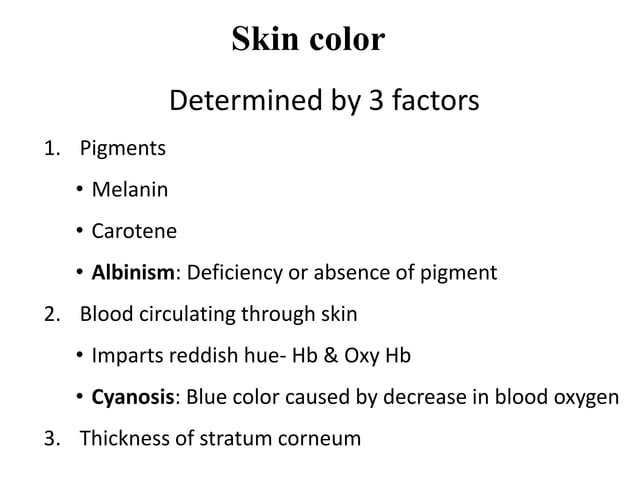 Skin color
Determined by 3 factors
1. Pigments
• Melanin
• Carotene
• Albinism: Deficiency or absence of pigment
2. Blood circulating through skin
• Imparts reddish hue- Hb & Oxy Hb
• Cyanosis: Blue color caused by decrease in blood oxygen
3. Thickness of stratum corneum